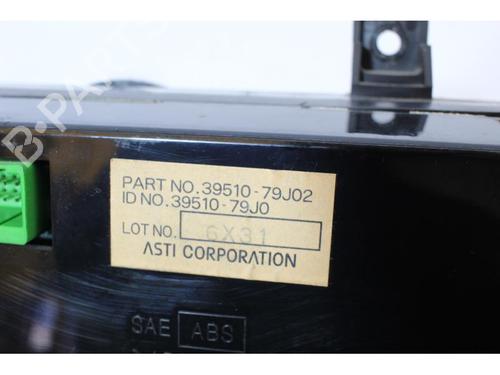 B-PARTS
PART NO. 39510-79J02
ID NO. 39510-79J0
LOT NO. 6X31
ASTI CORPORATION
SAE ABS